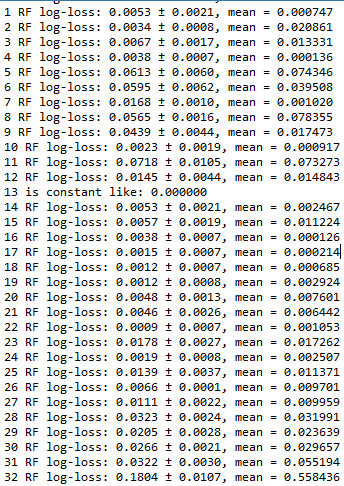 1 RF log-loss: 0.0053 ± 0.0021, mean = 0.000747
2 RF log-loss: 0.0034 ± 0.0008, mean = 0.020861
3 RF log-loss: 0.0067 ± 0.0017, mean = 0.013331
4 RF log-loss: 0.0038 ± 0.0007, mean = 0.000136
5 RF log-loss: 0.0613 ± 0.0060, mean = 0.074346
6 RF log-loss: 0.0595 ± 0.0062, mean = 0.039508
7 RF log-loss: 0.0168 ± 0.0010, mean = 0.001020
8 RF log-loss: 0.0565 ± 0.0016, mean = 0.078355
9 RF log-loss: 0.0439 ± 0.0044, mean = 0.017473
10 RF log-loss: 0.0023 ± 0.0019, mean = 0.000917
11 RF log-loss: 0.0718 ± 0.0105, mean = 0.073273
12 RF log-loss: 0.0145 ± 0.0044, mean = 0.014843
13 is constant like: 0.000000
14 RF log-loss: 0.0053 ± 0.0021, mean = 0.002467
15 RF log-loss: 0.0057 ± 0.0019, mean = 0.011224
16 RF log-loss: 0.0038 ± 0.0007, mean = 0.000126
17 RF log-loss: 0.0015 ± 0.0007, mean = 0.000214
18 RF log-loss: 0.0012 ± 0.0007, mean = 0.000685
19 RF log-loss: 0.0012 ± 0.0008, mean = 0.002924
20 RF log-loss: 0.0048 ± 0.0013, mean = 0.007601
21 RF log-loss: 0.0046 ± 0.0026, mean = 0.006442
22 RF log-loss: 0.0009 ± 0.0007, mean = 0.001053
23 RF log-loss: 0.0178 ± 0.0027, mean = 0.017262
24 RF log-loss: 0.0019 ± 0.0008, mean = 0.002507
25 RF log-loss: 0.0139 ± 0.0037, mean = 0.011371
26 RF log-loss: 0.0066 ± 0.0001, mean = 0.009701
27 RF log-loss: 0.0111 ± 0.0022, mean = 0.009959
28 RF log-loss: 0.0323 ± 0.0024, mean = 0.031991
29 RF log-loss: 0.0205 ± 0.0028, mean = 0.023639
30 RF log-loss: 0.0266 ± 0.0021, mean = 0.029657
31 RF log-loss: 0.0322 ± 0.0030, mean = 0.055194
32 RF log-loss: 0.1804 ± 0.0107, mean = 0.558436